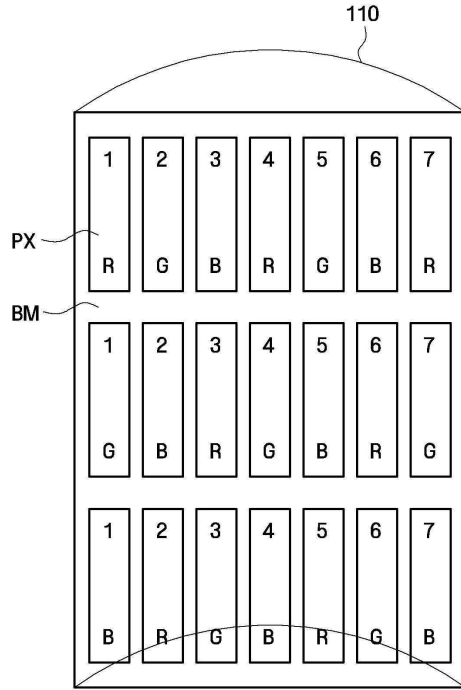 110
1 2 3 4 5 6 7
PX
R G B R G B R
BM
1 2 3 4 5 6 7
G B R G B R G
1 2 3 4 5 6 7
B R G B R G B